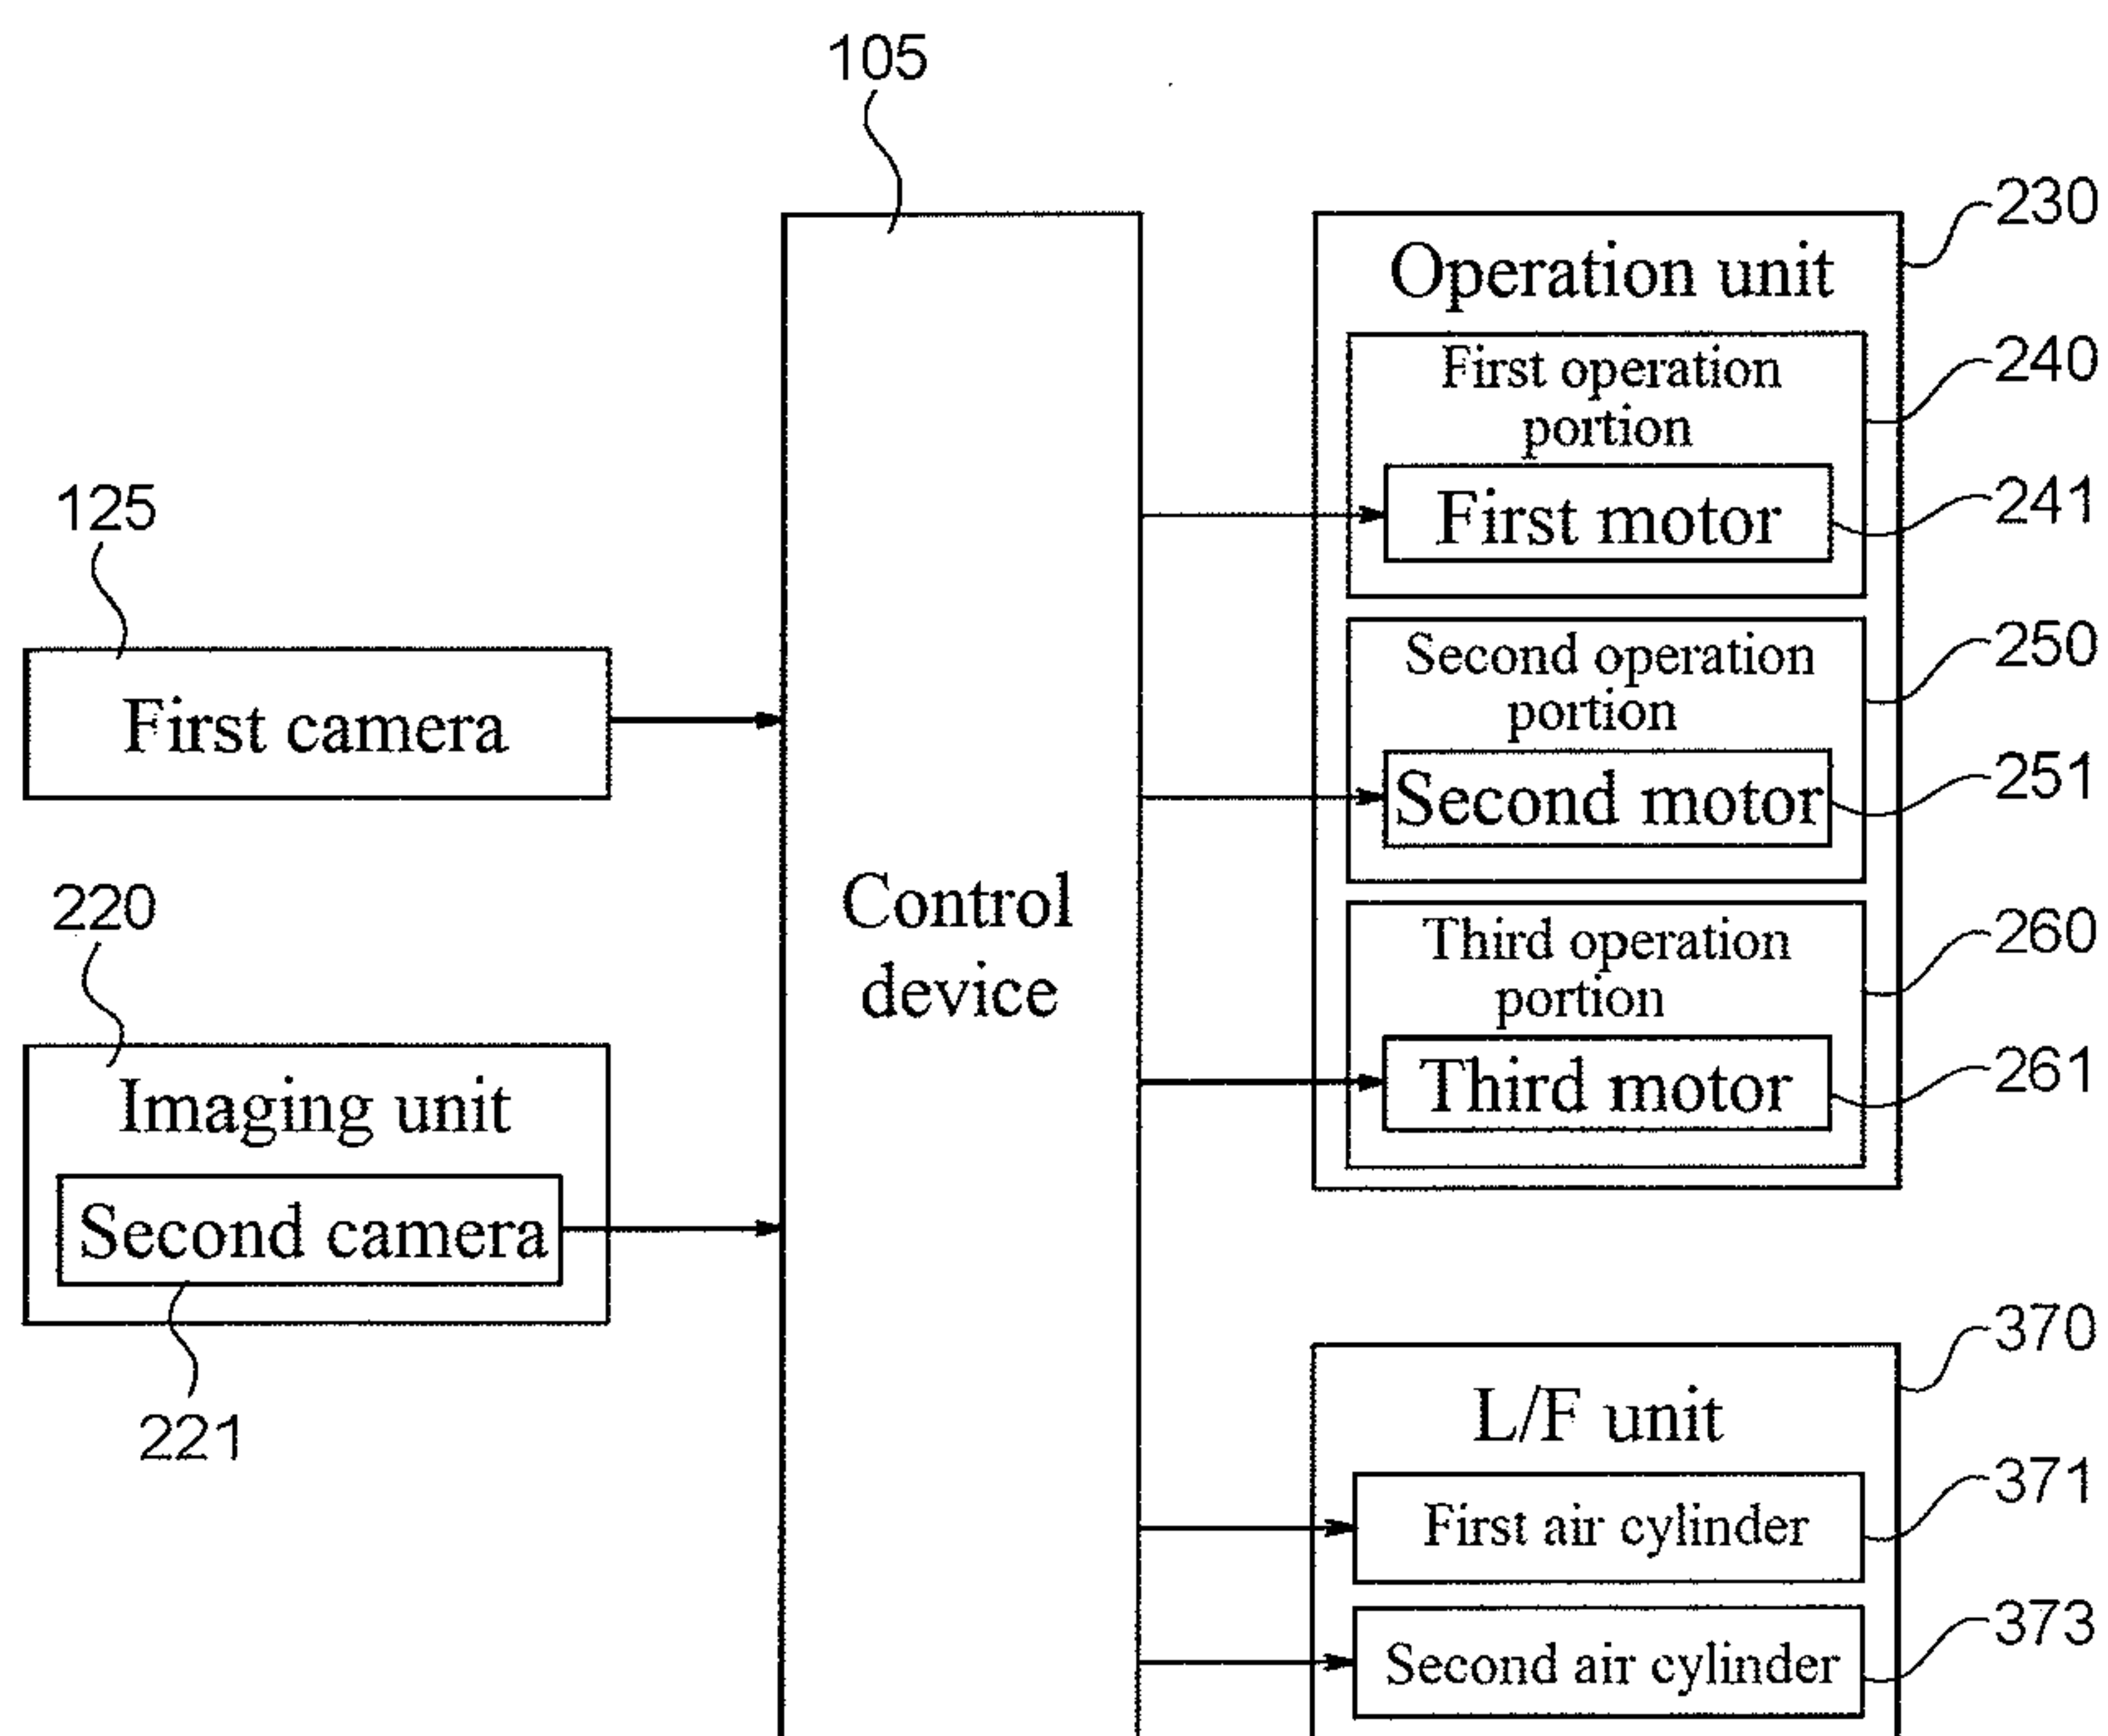 105
230
Operation unit
240
First operation
portion
241
First motor
125
First camera
250
Second operation
portion
251
Second motor
Control
device
220
Imaging unit
Second camera
221
260
Third operation
portion
261
Third motor
370
L/F unit
371
First air cylinder
373
Second air cylinder